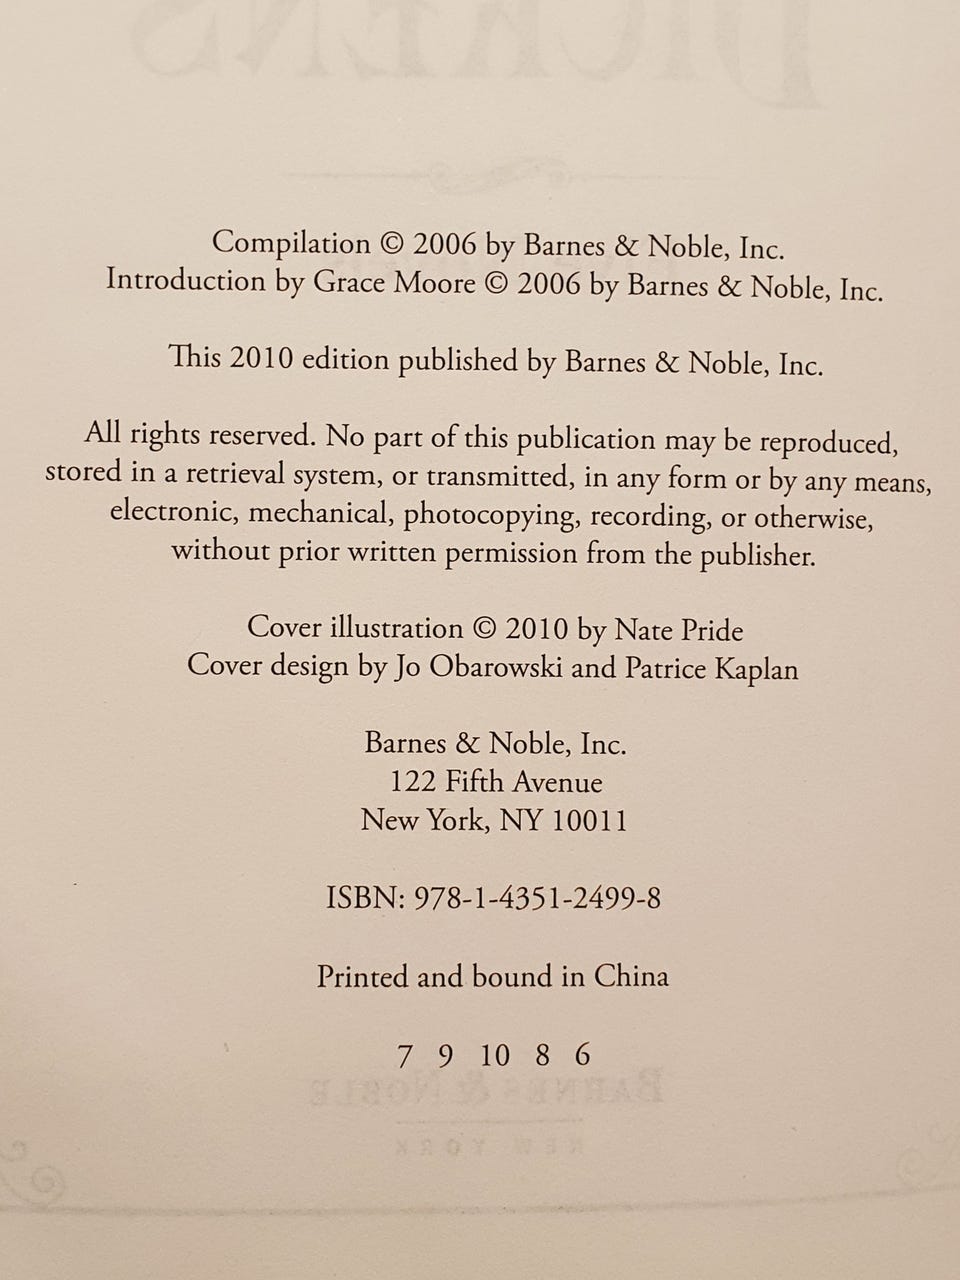 DICKENS
Compilation © 2006 by Barnes & Noble, Inc.
Introduction by Grace Moore © 2006 by Barnes & Noble, Inc.
This 2010 edition published by Barnes & Noble, Inc.
All rights reserved. No part of this publication may be reproduced,
stored in a retrieval system, or transmitted, in any form or by any means,
electronic, mechanical, photocopying, recording, or otherwise,
without prior written permission from the publisher.
Cover illustration © 2010 by Nate Pride
Cover design by Jo Obarowski and Patrice Kaplan
Barnes & Noble, Inc.
122 Fifth Avenue
New York, NY 10011
ISBN: 978-1-4351-2499-8
Printed and bound in China
7 9 10 8 6
BARNES & NOBLE
NEW YORK